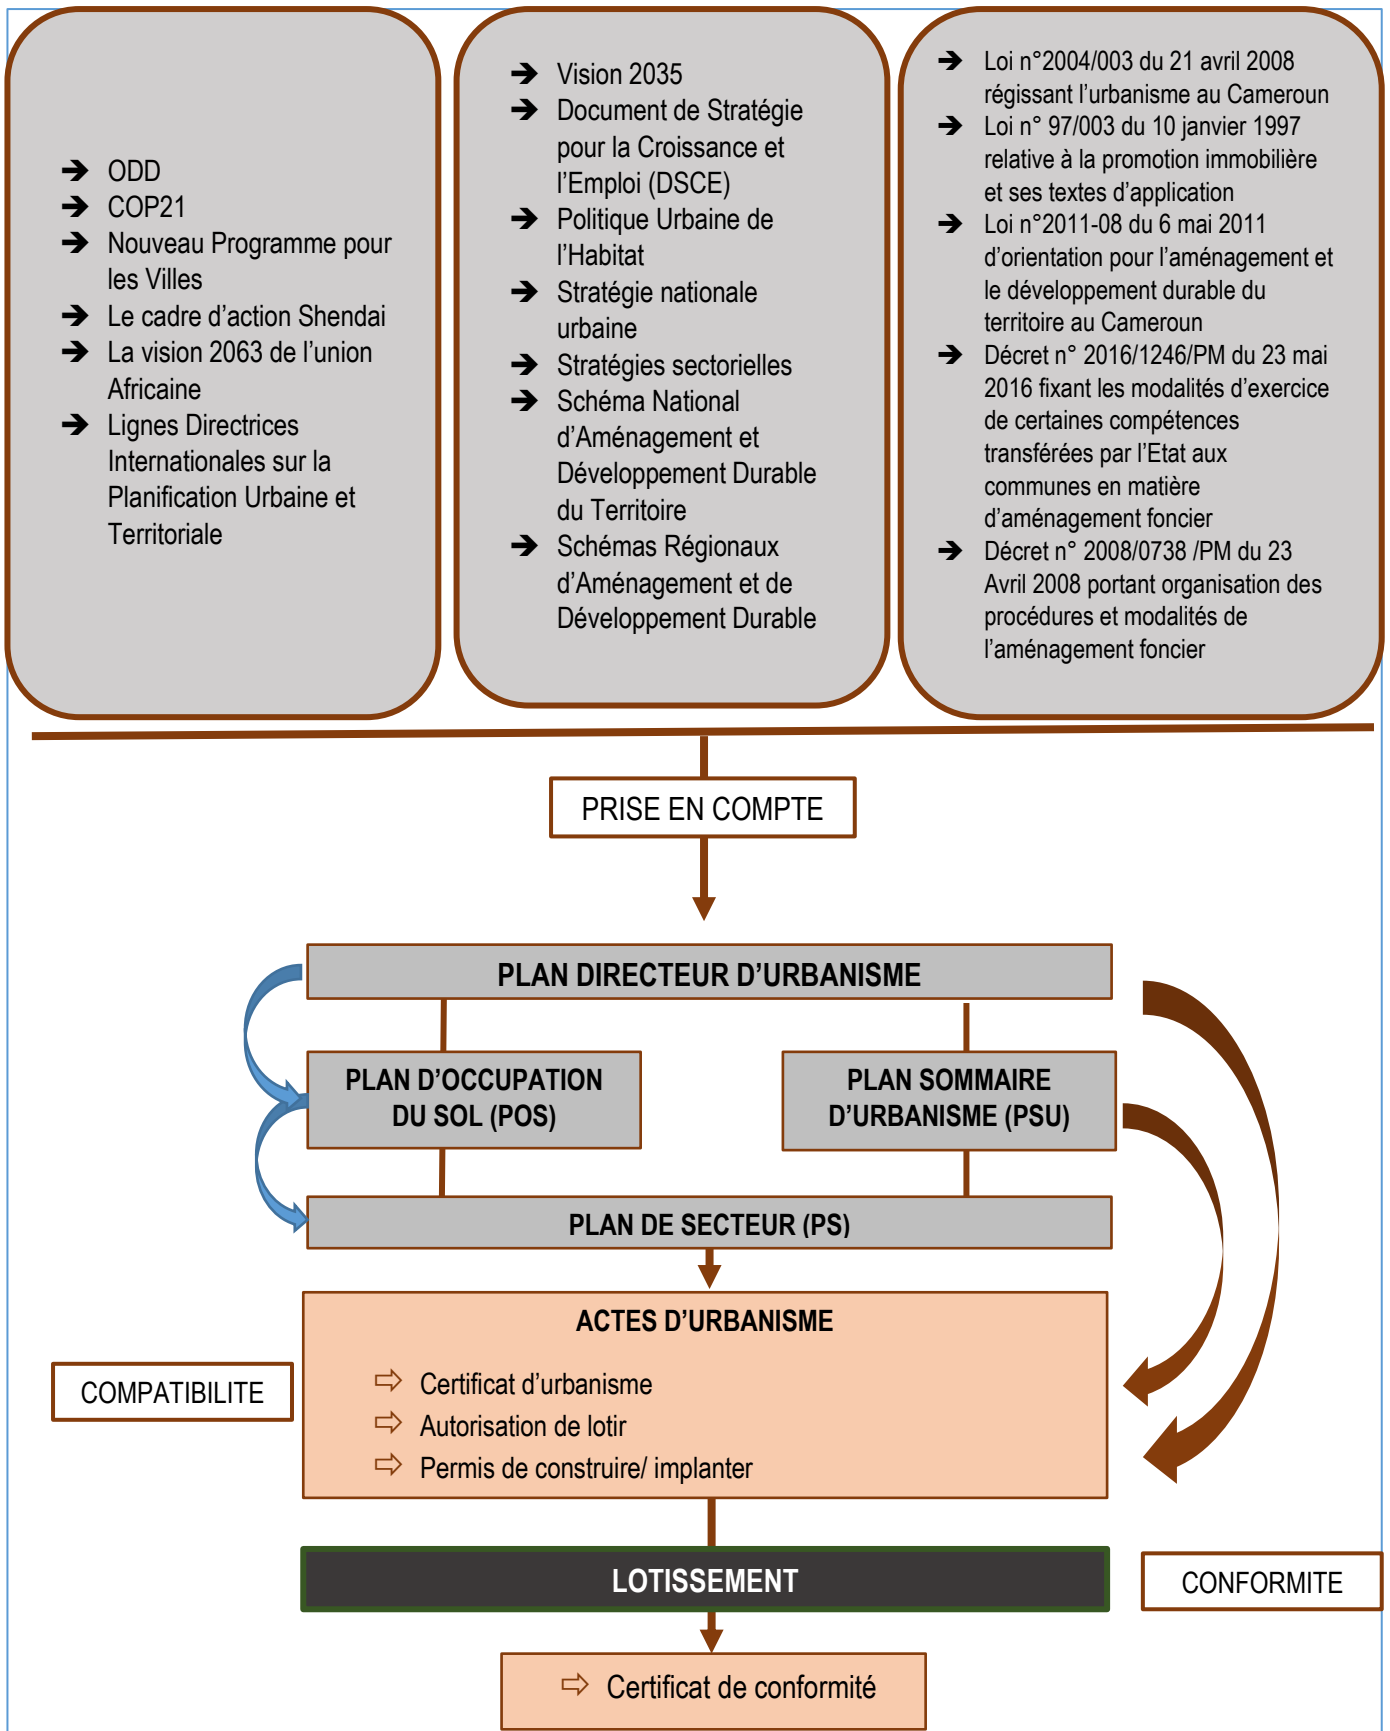 ➔ ODD
➔ COP21
➔ Nouveau Programme pour
les Villes
➔ Le cadre d’action Shendai
➔ La vision 2063 de l’union
Africaine
➔ Lignes Directrices
Internationales sur la
Planification Urbaine et
Territoriale
➔ Vision 2035
➔ Document de Stratégie
pour la Croissance et
l’Emploi (DSCE)
➔ Politique Urbaine de
l’Habitat
➔ Stratégie nationale
urbaine
➔ Stratégies sectorielles
➔ Schéma National
d’Aménagement et
Développement Durable
du Territoire
➔ Schémas Régionaux
d’Aménagement et de
Développement Durable
➔ Loi n°2004/003 du 21 avril 2008
régissant l’urbanisme au Cameroun
➔ Loi n° 97/003 du 10 janvier 1997
relative à la promotion immobilière
et ses textes d’application
➔ Loi n°2011-08 du 6 mai 2011
d’orientation pour l’aménagement et
le développement durable du
territoire au Cameroun
➔ Décret n° 2016/1246/PM du 23 mai
2016 fixant les modalités d’exercice
de certaines compétences
transférées par l’Etat aux
communes en matière
d’aménagement foncier
➔ Décret n° 2008/0738 /PM du 23
Avril 2008 portant organisation des
procédures et modalités de
l’aménagement foncier
PRISE EN COMPTE
PLAN DIRECTEUR D’URBANISME
PLAN D’OCCUPATION
DU SOL (POS)
PLAN SOMMAIRE
D’URBANISME (PSU)
PLAN DE SECTEUR (PS)
ACTES D’URBANISME
⇨ Certificat d’urbanisme
⇨ Autorisation de lotir
⇨ Permis de construire/ implanter
COMPATIBILITE
LOTISSEMENT
CONFORMITE
⇨ Certificat de conformité